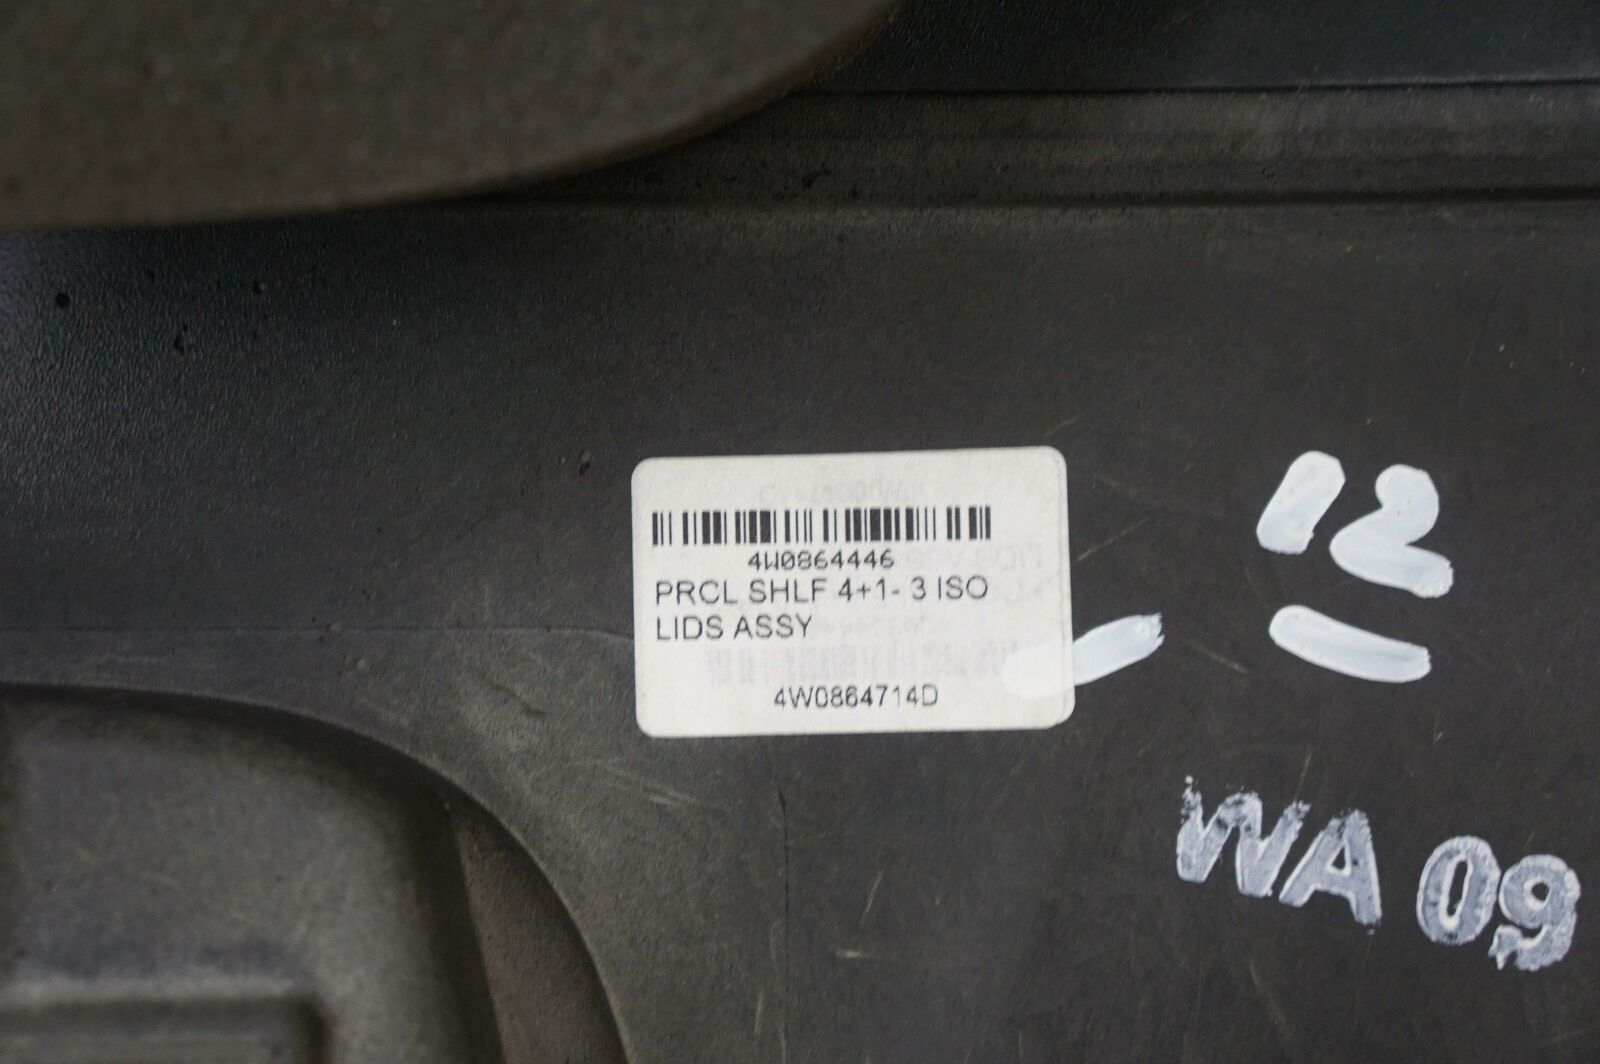 4W0864446
PRCL SHLF 4+1- 3 ISO
LIDS ASSY
4W0864714D
12
WA 09